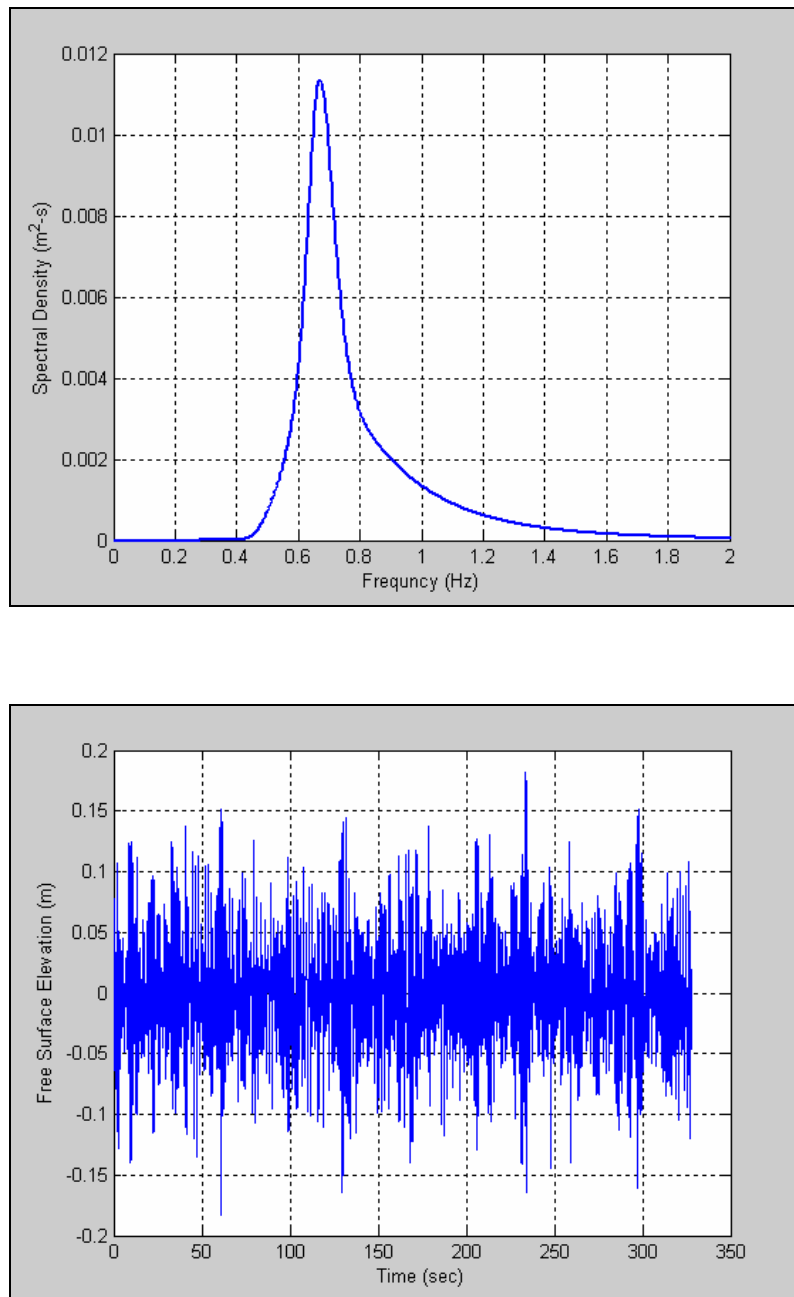 0.012
0.01
0.008
0.006
0.004
0.002
0
Spectral Density (m²-s)
0 0.2 0.4 0.6 0.8 1 1.2 1.4 1.6 1.8 2
Frequncy (Hz)
0.2
0.15
0.1
0.05
0
-0.05
-0.1
-0.15
-0.2
Free Surface Elevation (m)
0 50 100 150 200 250 300 350
Time (sec)